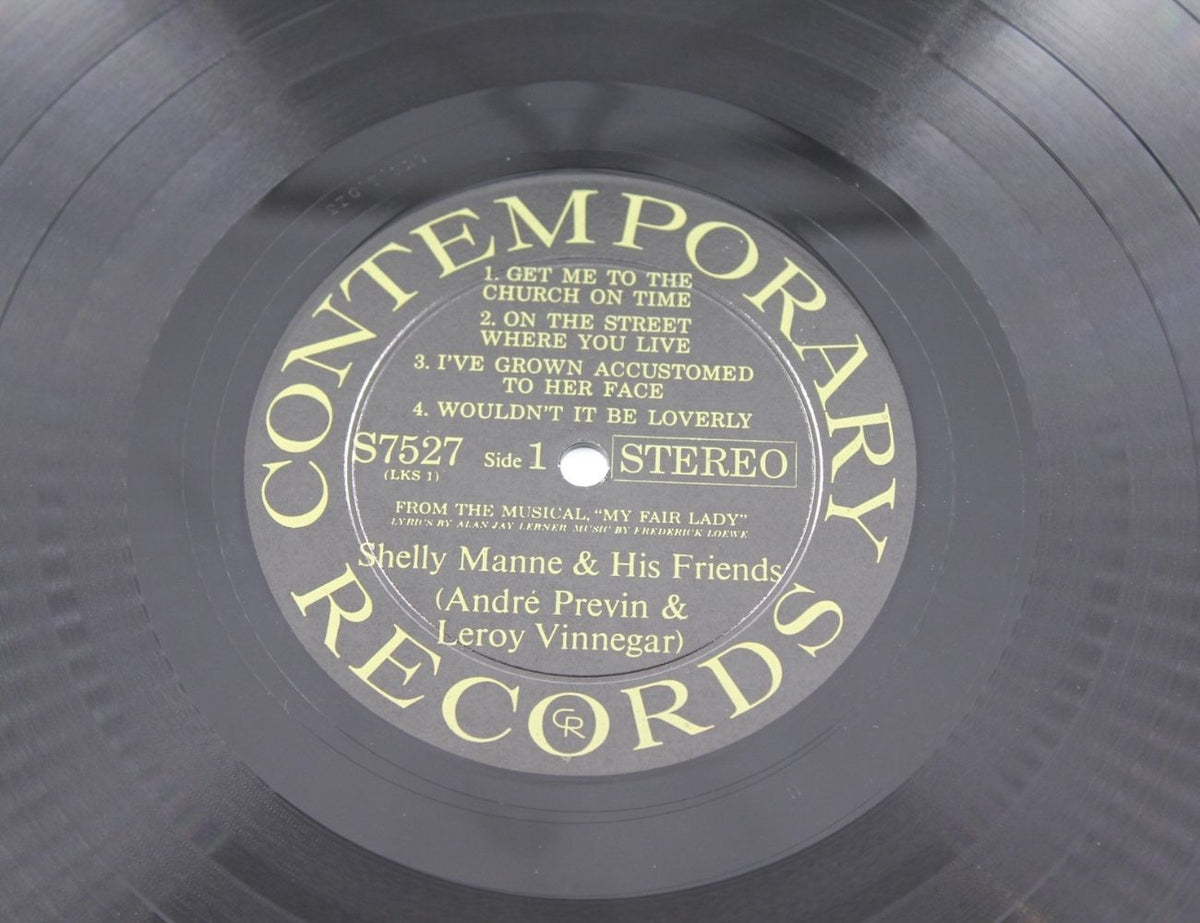 CONTEMPORARY
1. GET ME TO THE
CHURCH ON TIME
2. ON THE STREET
WHERE YOU LIVE
3. I'VE GROWN ACCUSTOMED
TO HER FACE
4. WOULDN'T IT BE LOVERLY
S7527 Side 1 STEREO
(LKS 1)
FROM THE MUSICAL, "MY FAIR LADY"
LYRICS BY ALAN JAY LERNER MUSIC BY FREDERICK LOEWE
Shelly Manne & His Friends
(André Previn &
Leroy Vinnegar)
RECORDS
CR